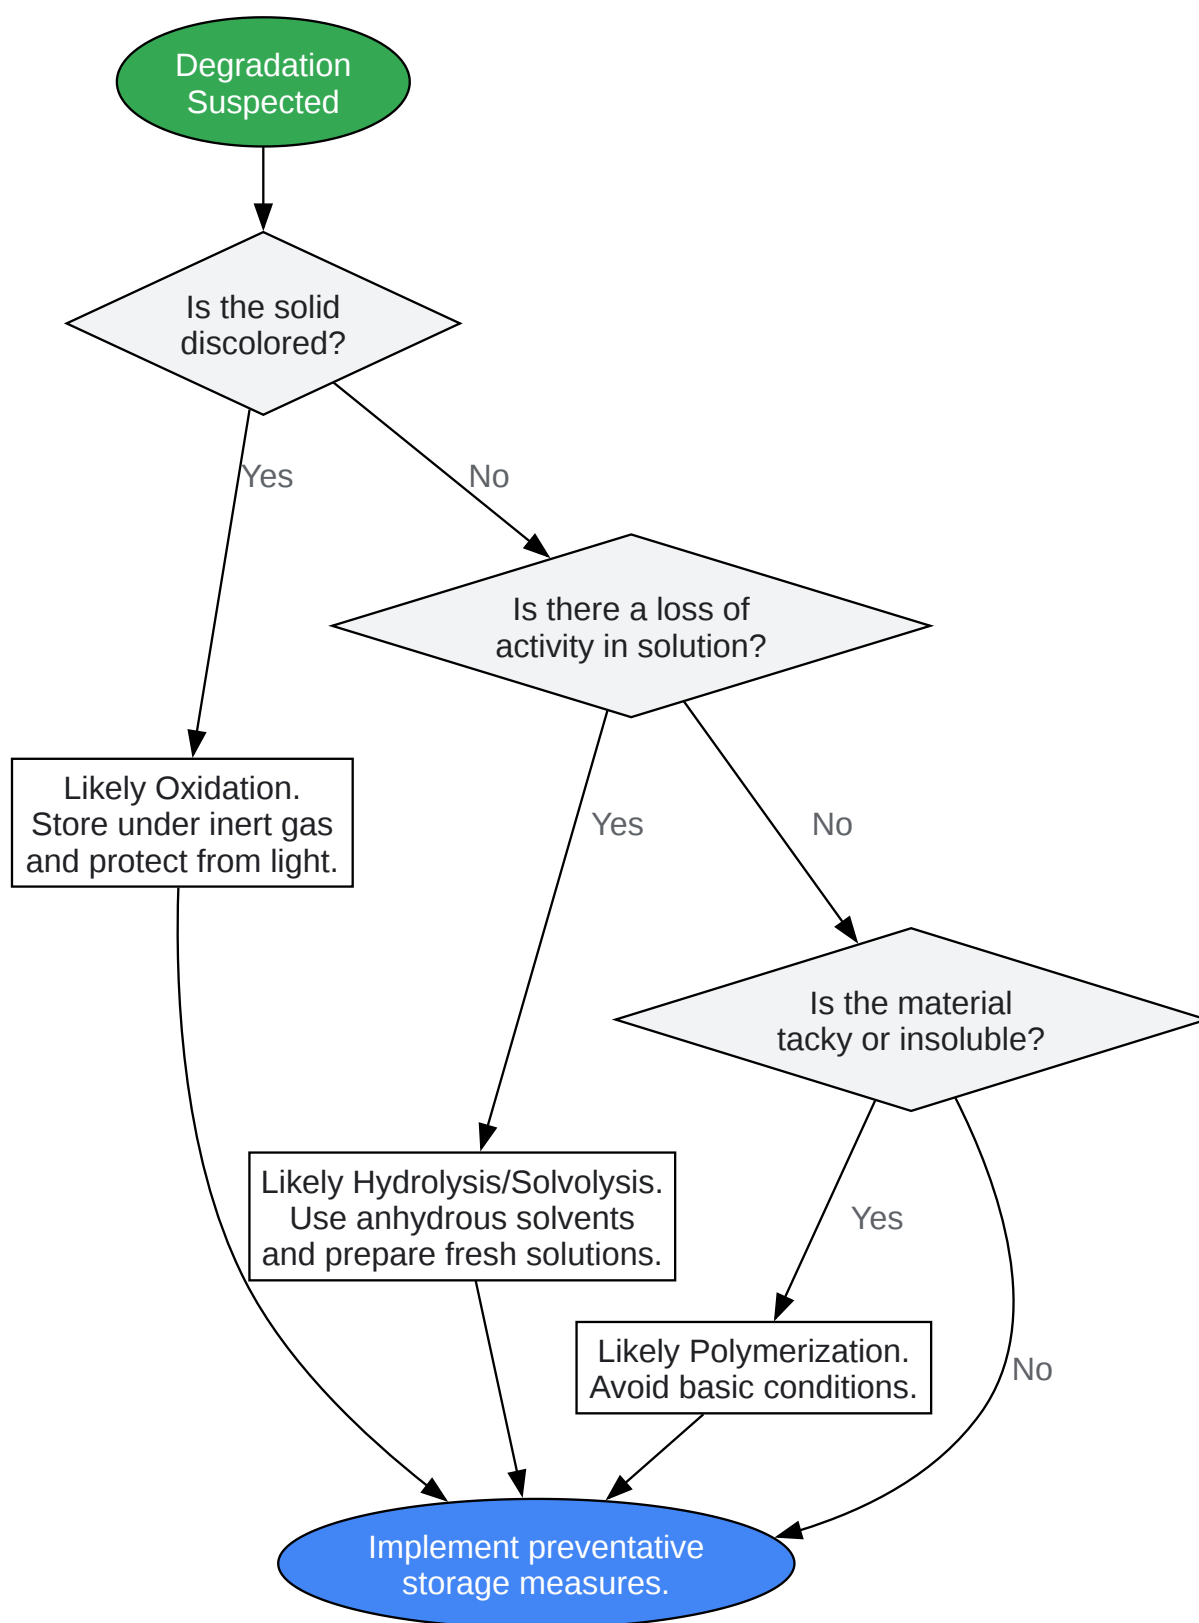 Degradation
Suspected
Is the solid
discolored?
Yes
No
Is there a loss of
activity in solution?
Likely Oxidation.
Store under inert gas
and protect from light.
Yes
No
Is the material
tacky or insoluble?
Likely Hydrolysis/Solvolysis.
Use anhydrous solvents
and prepare fresh solutions.
Yes
Likely Polymerization.
Avoid basic conditions.
No
Implement preventative
storage measures.